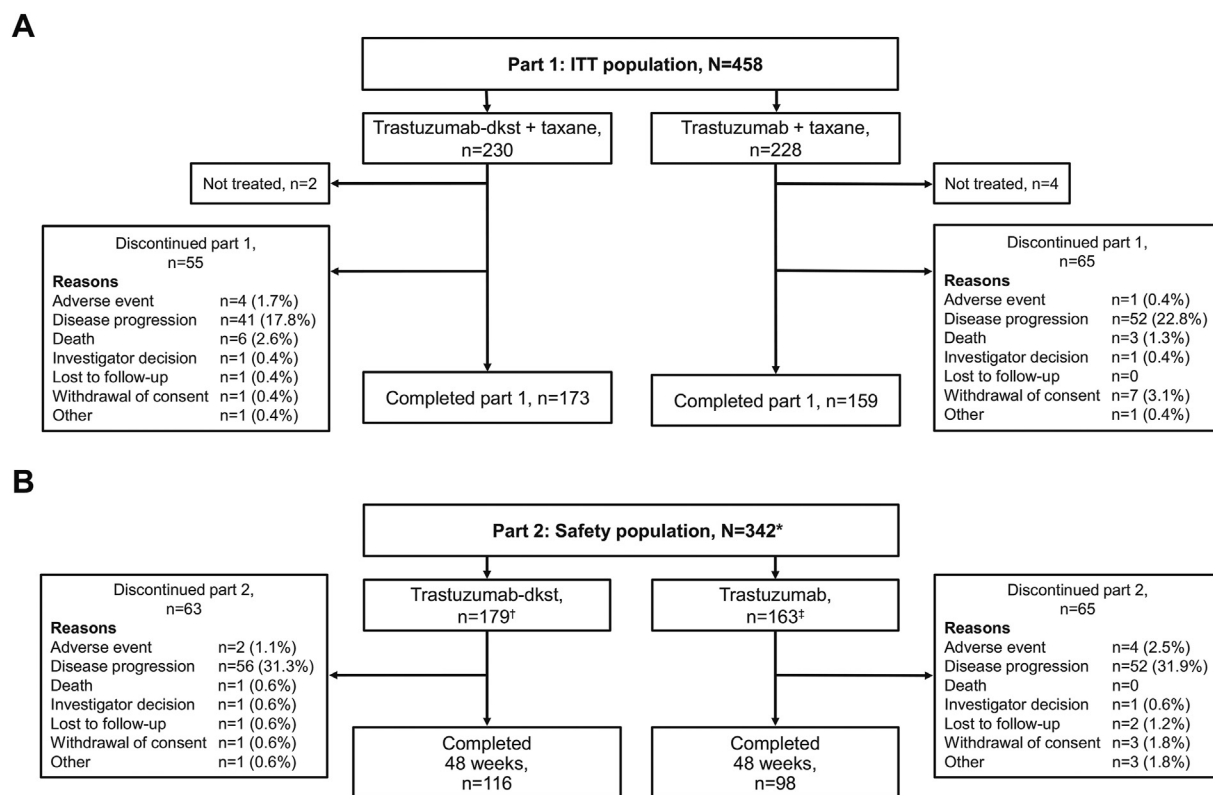 A
Part 1: ITT population, N=458
Trastuzumab-dkst + taxane,
n=230
Trastuzumab + taxane,
n=228
Not treated, n=2
Not treated, n=4
Discontinued part 1,
n=55
Reasons
Adverse event n=4 (1.7%)
Disease progression n=41 (17.8%)
Death n=6 (2.6%)
Investigator decision n=1 (0.4%)
Lost to follow-up n=1 (0.4%)
Withdrawal of consent n=1 (0.4%)
Other n=1 (0.4%)
Discontinued part 1,
n=65
Reasons
Adverse event n=1 (0.4%)
Disease progression n=52 (22.8%)
Death n=3 (1.3%)
Investigator decision n=1 (0.4%)
Lost to follow-up n=0
Withdrawal of consent n=7 (3.1%)
Other n=1 (0.4%)
Completed part 1, n=173
Completed part 1, n=159
B
Part 2: Safety population, N=342*
Trastuzumab-dkst,
n=179†
Trastuzumab,
n=163‡
Discontinued part 2,
n=63
Reasons
Adverse event n=2 (1.1%)
Disease progression n=56 (31.3%)
Death n=1 (0.6%)
Investigator decision n=1 (0.6%)
Lost to follow-up n=1 (0.6%)
Withdrawal of consent n=1 (0.6%)
Other n=1 (0.6%)
Discontinued part 2,
n=65
Reasons
Adverse event n=4 (2.5%)
Disease progression n=52 (31.9%)
Death n=0
Investigator decision n=1 (0.6%)
Lost to follow-up n=2 (1.2%)
Withdrawal of consent n=3 (1.8%)
Other n=3 (1.8%)
Completed
48 weeks,
n=116
Completed
48 weeks,
n=98